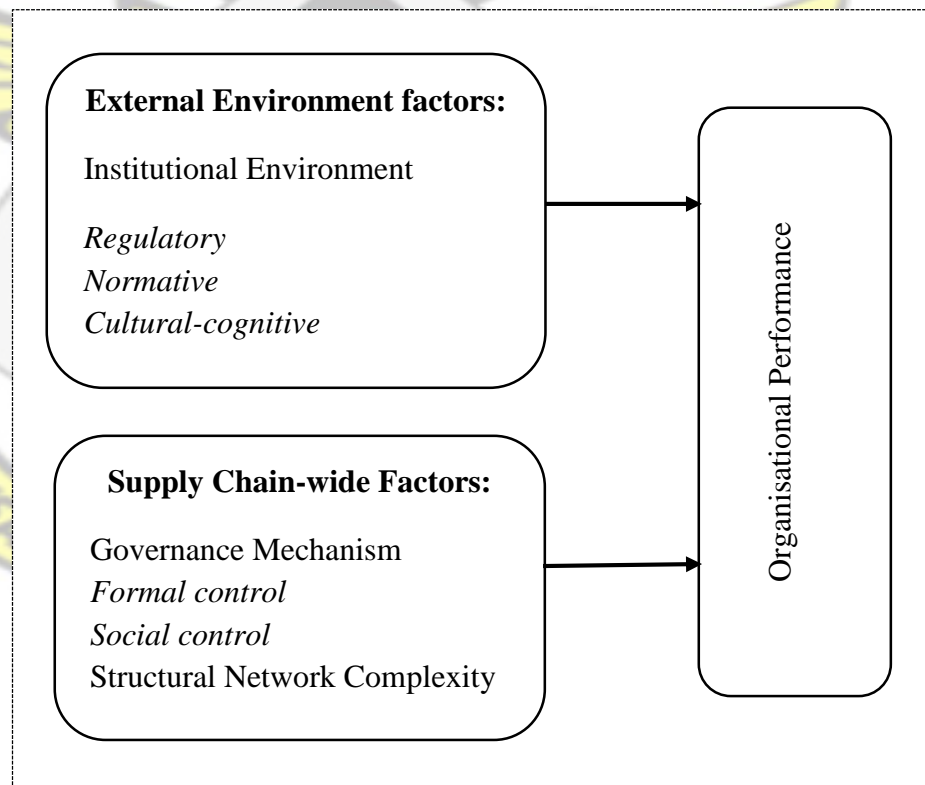 External Environment factors:
Institutional Environment
Regulatory
Normative
Cultural-cognitive
Supply Chain-wide Factors:
Governance Mechanism
Formal control
Social control
Structural Network Complexity
Organisational Performance